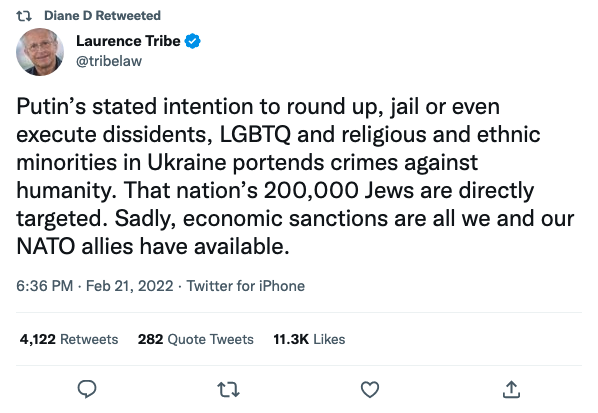 Diane D Retweeted
Laurence Tribe
@tribelaw
Putin’s stated intention to round up, jail or even
execute dissidents, LGBTQ and religious and ethnic
minorities in Ukraine portends crimes against
humanity. That nation’s 200,000 Jews are directly
targeted. Sadly, economic sanctions are all we and our
NATO allies have available.
6:36 PM · Feb 21, 2022 · Twitter for iPhone
4,122 Retweets 282 Quote Tweets 11.3K Likes